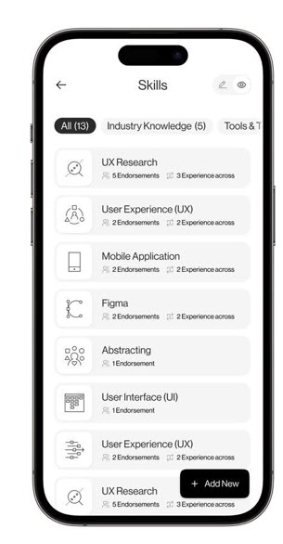 Skills
All (13) Industry Knowledge (5) Tools & T
UX Research
5 Endorsements 3 Experience across
User Experience (UX)
2 Endorsements 2 Experience across
Mobile Application
2 Endorsements 2 Experience across
Figma
2 Endorsements 2 Experience across
Abstracting
1 Endorsement
User Interface (UI)
1 Endorsement
User Experience (UX)
2 Endorsements 2 Experience across
+ Add New
UX Research
5 Endorsements 3 Experience across